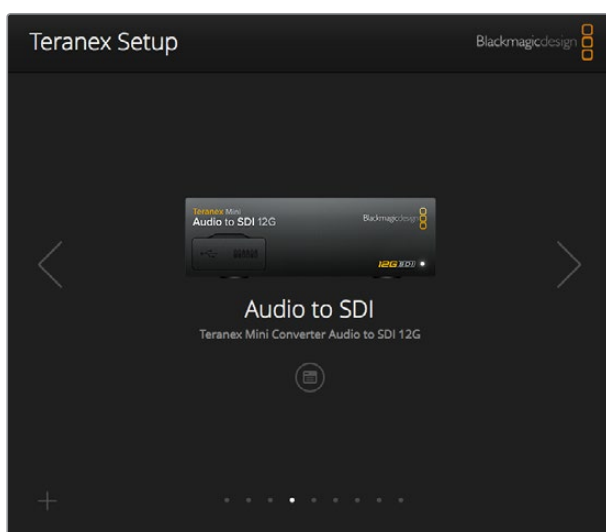 Teranex Setup
Blackmagicdesign
Teranex Mini
Audio to SDI 12G
Blackmagicdesign
12G SDI
Audio to SDI
Teranex Mini Converter Audio to SDI 12G